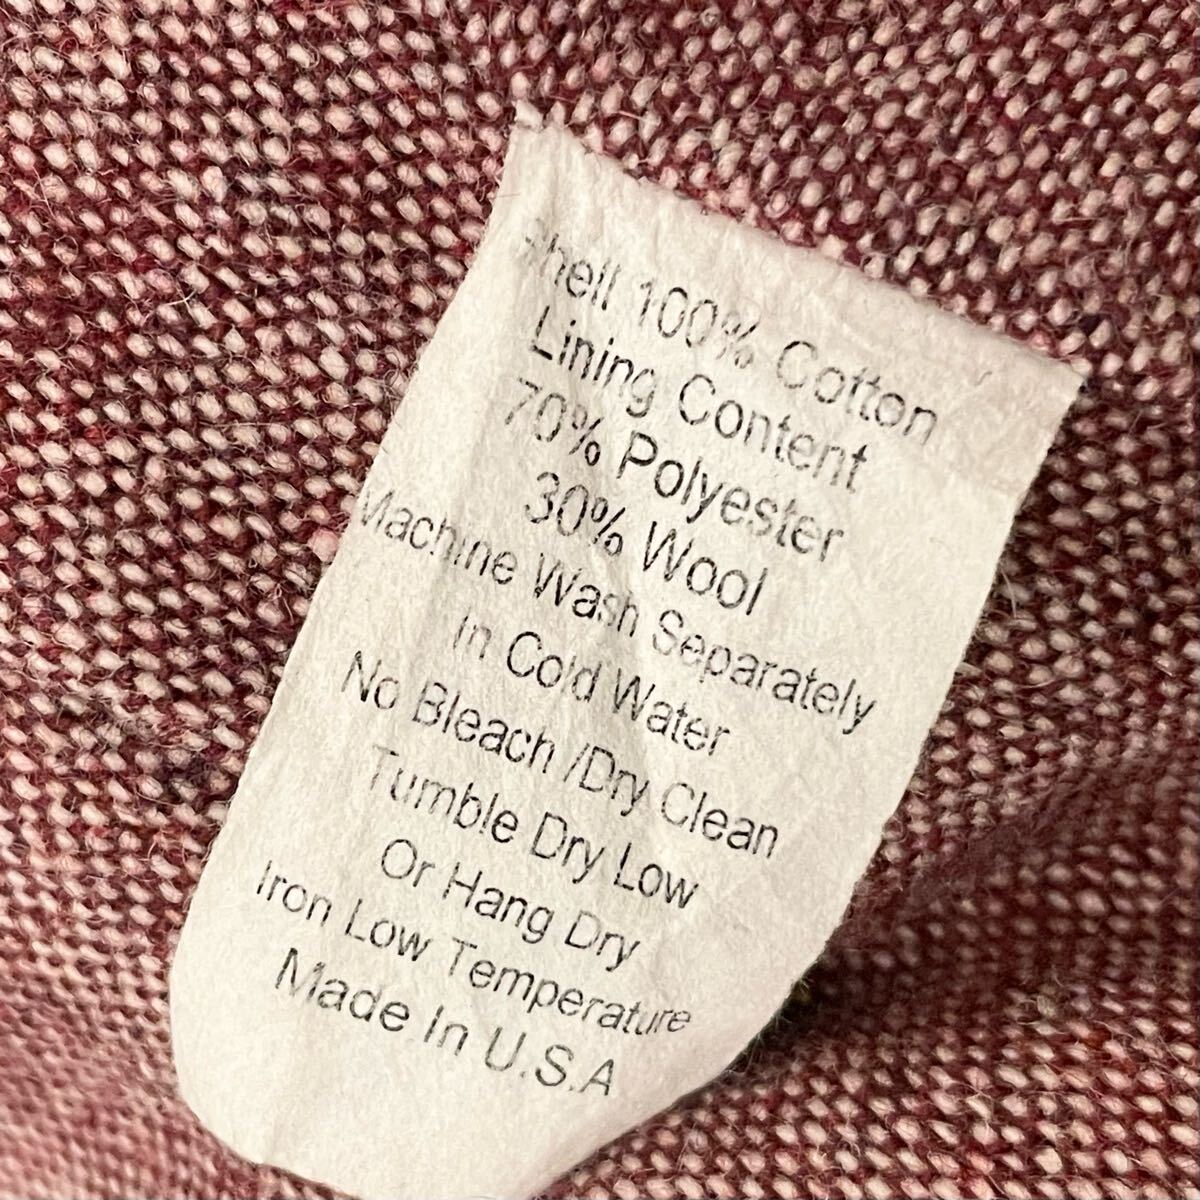 Shell 100% Cotton
Lining Content
70% Polyester
30% Wool
Machine Wash Separately
In Cold Water
No Bleach /Dry Clean
Tumble Dry Low
Or Hang Dry
Iron Low Temperature
Made In U.S.A